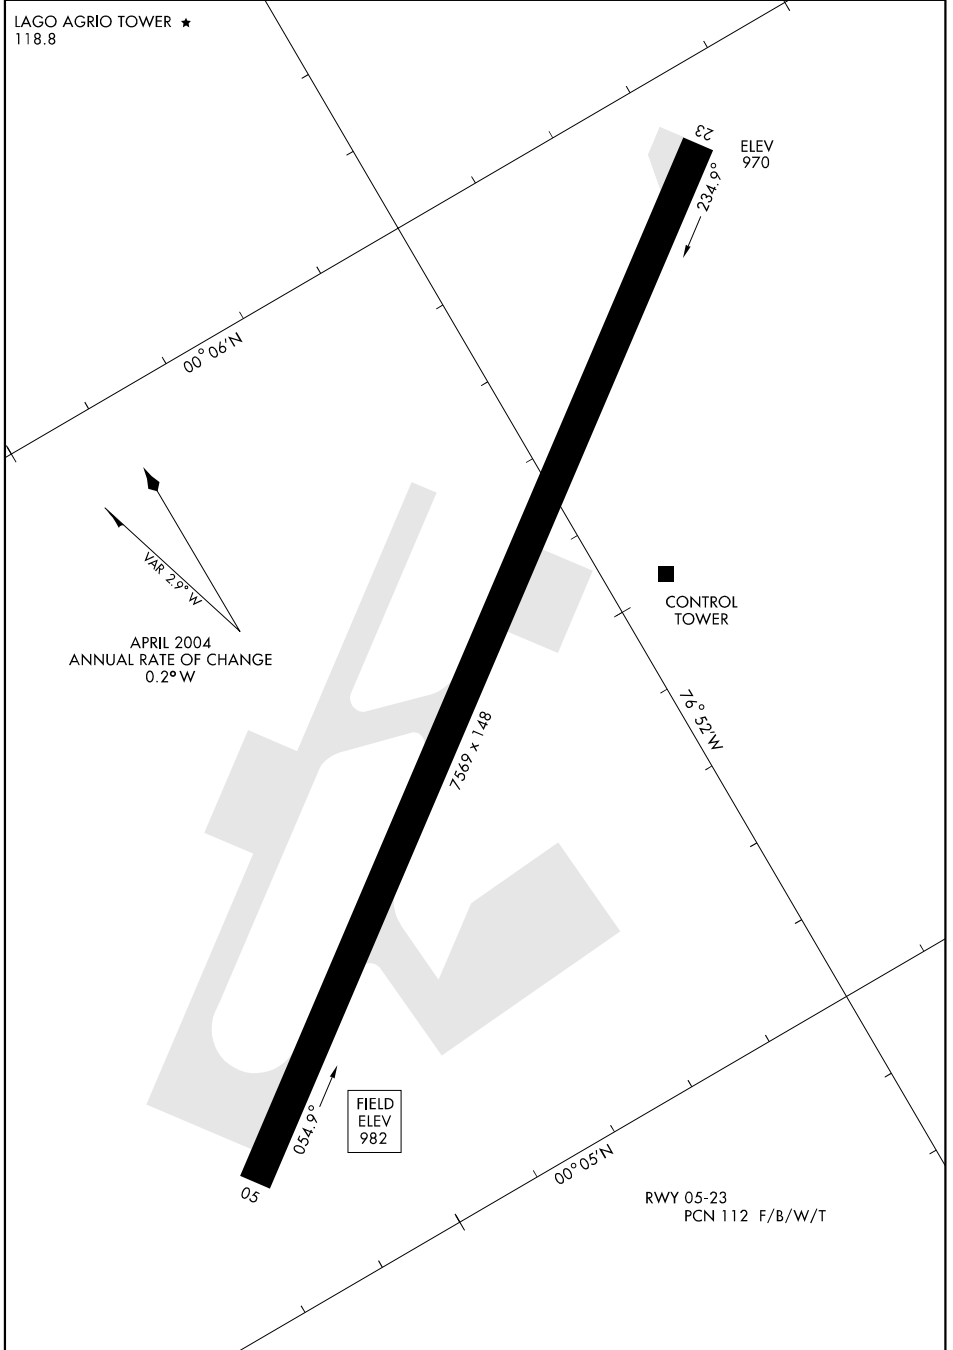 LAGO AGRIO TOWER ★
118.8
23
ELEV
970
234.9°
00° 06'N
VAR 2.9° W
APRIL 2004
ANNUAL RATE OF CHANGE
0.2° W
CONTROL
TOWER
76° 52'W
7569 x 148
054.9°
FIELD
ELEV
982
05
00° 05'N
RWY 05-23
PCN 112 F/B/W/T